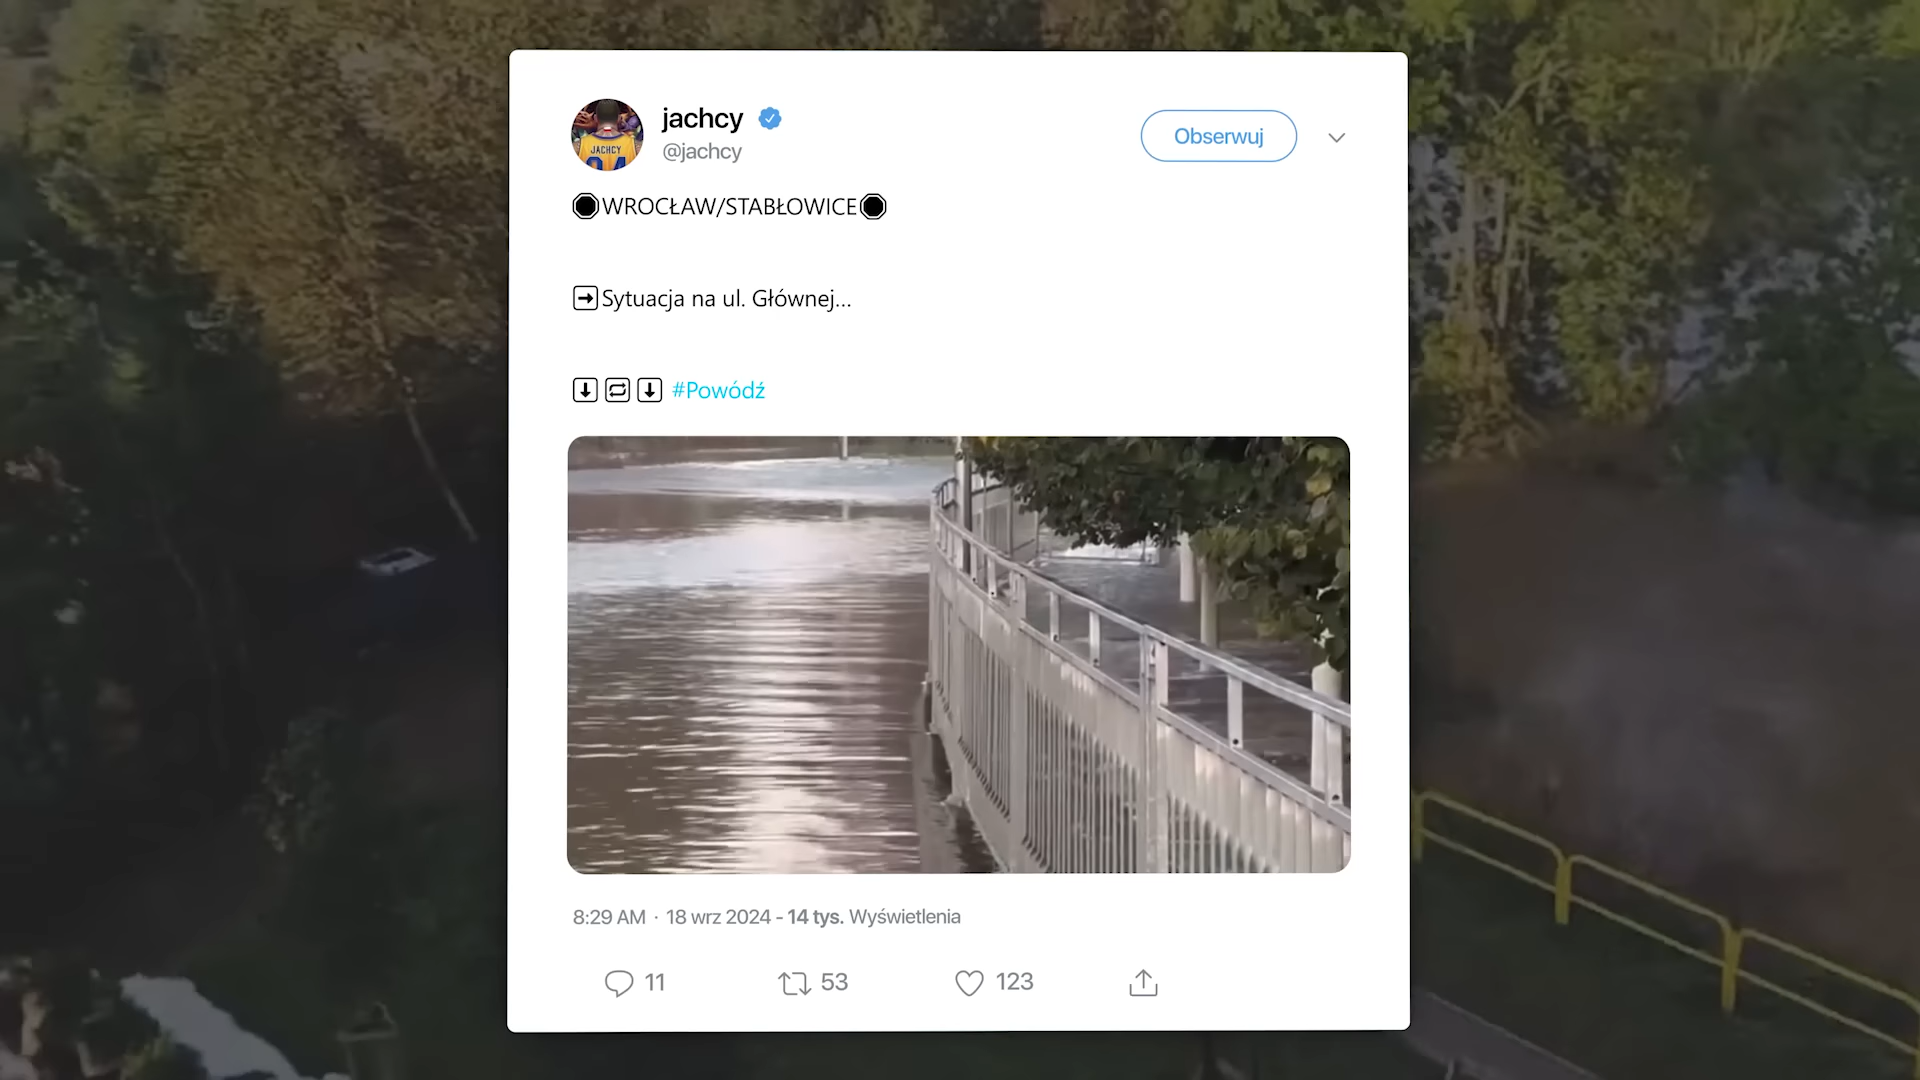 jachcy
@jachcy
Obserwuj
JACHCY
WROCŁAW/STABŁOWICE
Sytuacja na ul. Głównej...
#Powódź
8:29 AM · 18 wrz 2024 - 14 tys. Wyświetlenia
11
53
123